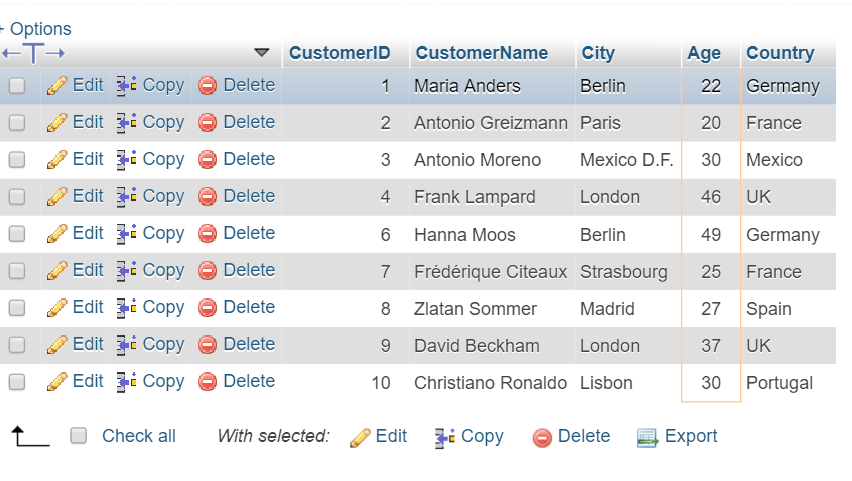 + Options
CustomerID CustomerName City Age Country
Edit Copy Delete 1 Maria Anders Berlin 22 Germany
Edit Copy Delete 2 Antonio Greizmann Paris 20 France
Edit Copy Delete 3 Antonio Moreno Mexico D.F. 30 Mexico
Edit Copy Delete 4 Frank Lampard London 46 UK
Edit Copy Delete 6 Hanna Moos Berlin 49 Germany
Edit Copy Delete 7 Frédérique Citeaux Strasbourg 25 France
Edit Copy Delete 8 Zlatan Sommer Madrid 27 Spain
Edit Copy Delete 9 David Beckham London 37 UK
Edit Copy Delete 10 Christiano Ronaldo Lisbon 30 Portugal
Check all With selected: Edit Copy Delete Export